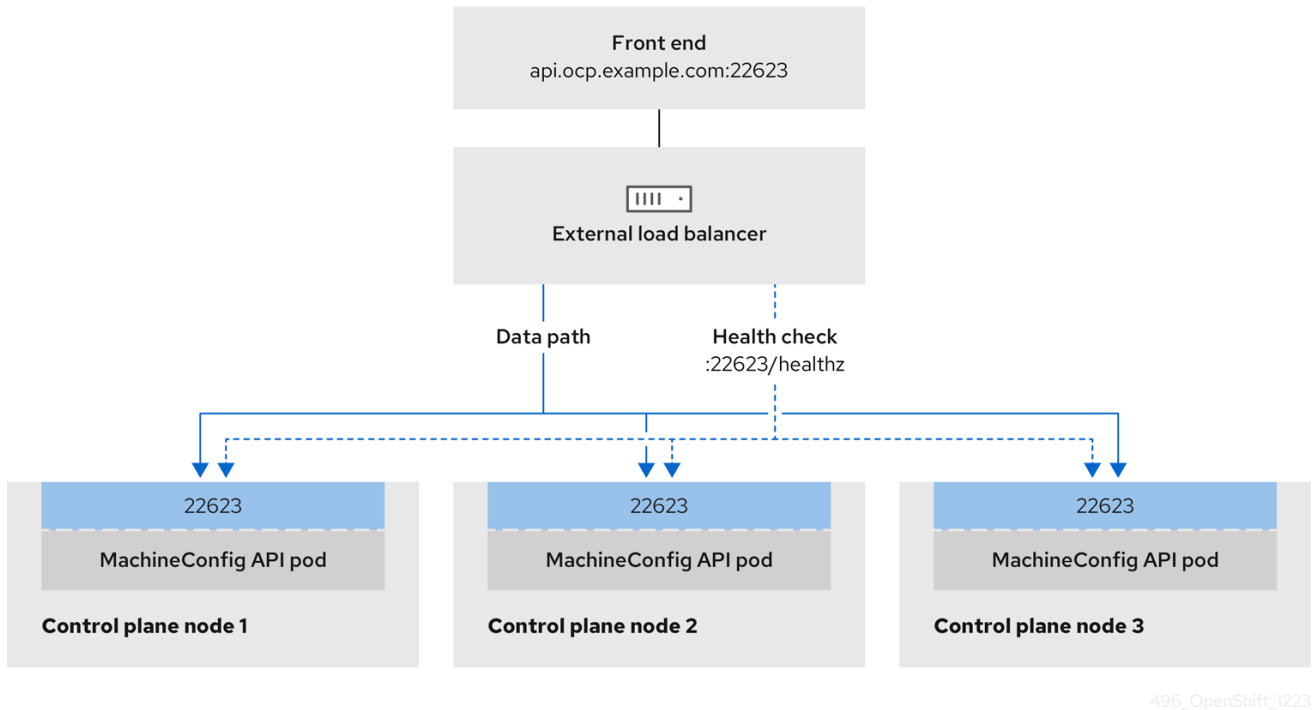 Front end
api.ocp.example.com:22623
External load balancer
Data path
Health check
:22623/healthz
22623
22623
22623
MachineConfig API pod
MachineConfig API pod
MachineConfig API pod
Control plane node 1
Control plane node 2
Control plane node 3
496_OpenShift_1223